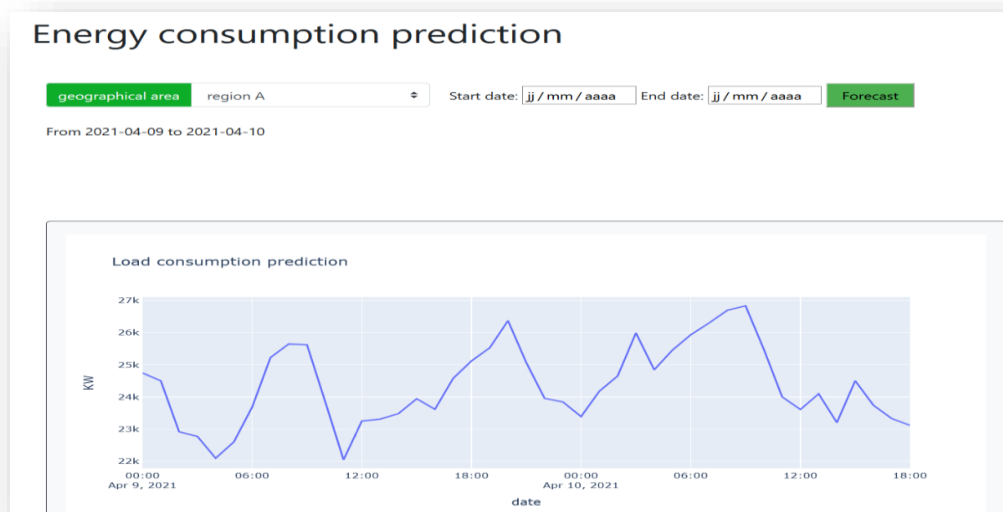 Energy consumption prediction
geographical area region A Start date: jj / mm / aaaa End date: jj / mm / aaaa Forecast
From 2021-04-09 to 2021-04-10
Load consumption prediction
27k
26k
25k
24k
23k
22k
KW
00:00 06:00 12:00 18:00 00:00 06:00 12:00 18:00
Apr 9, 2021 Apr 10, 2021
date